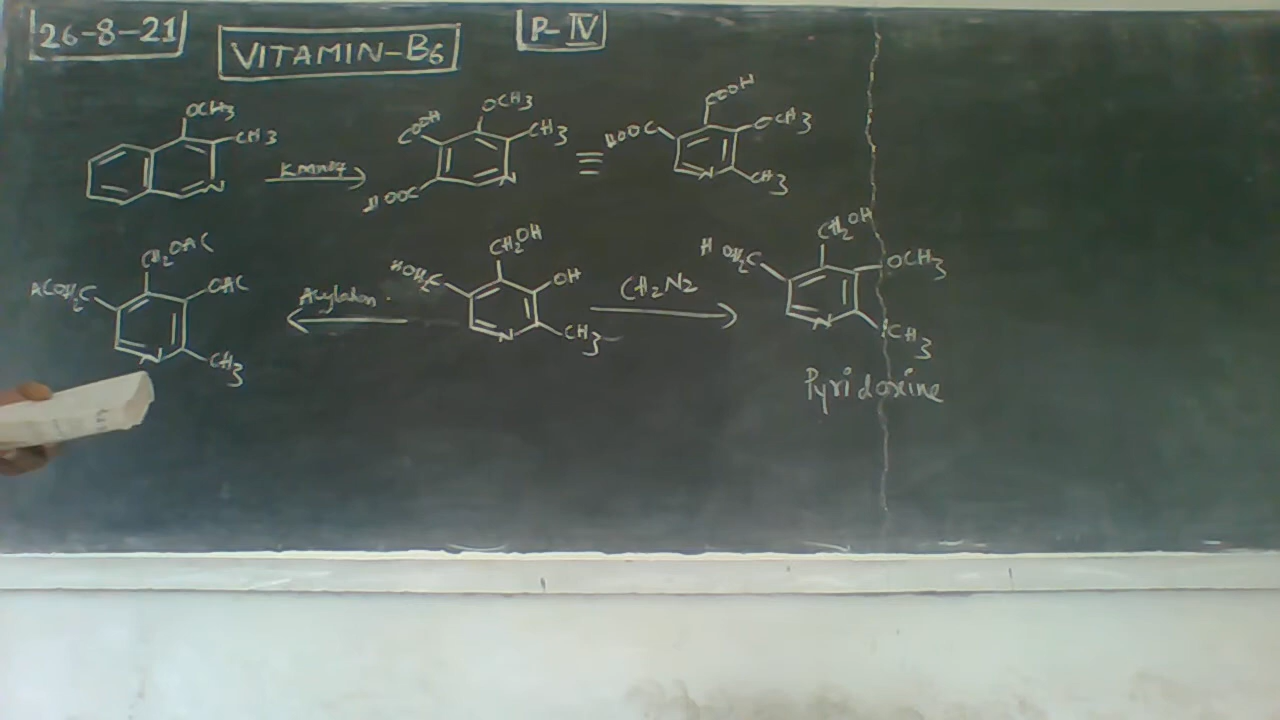 26-8-21
VITAMIN-B6
P-IV
OCH3
CH3
N
KMnO4
COOH
OCH3
CH3
HOOC
N
≡
COOH
HOOC
OCH3
CH3
N
CH2OAC
ACOH2C
OAC
CH3
N
Acylation
CH2OH
HOH2C
OH
CH3
N
CH2N2
CH2OH
HOH2C
OCH3
CH3
N
Pyridoxine